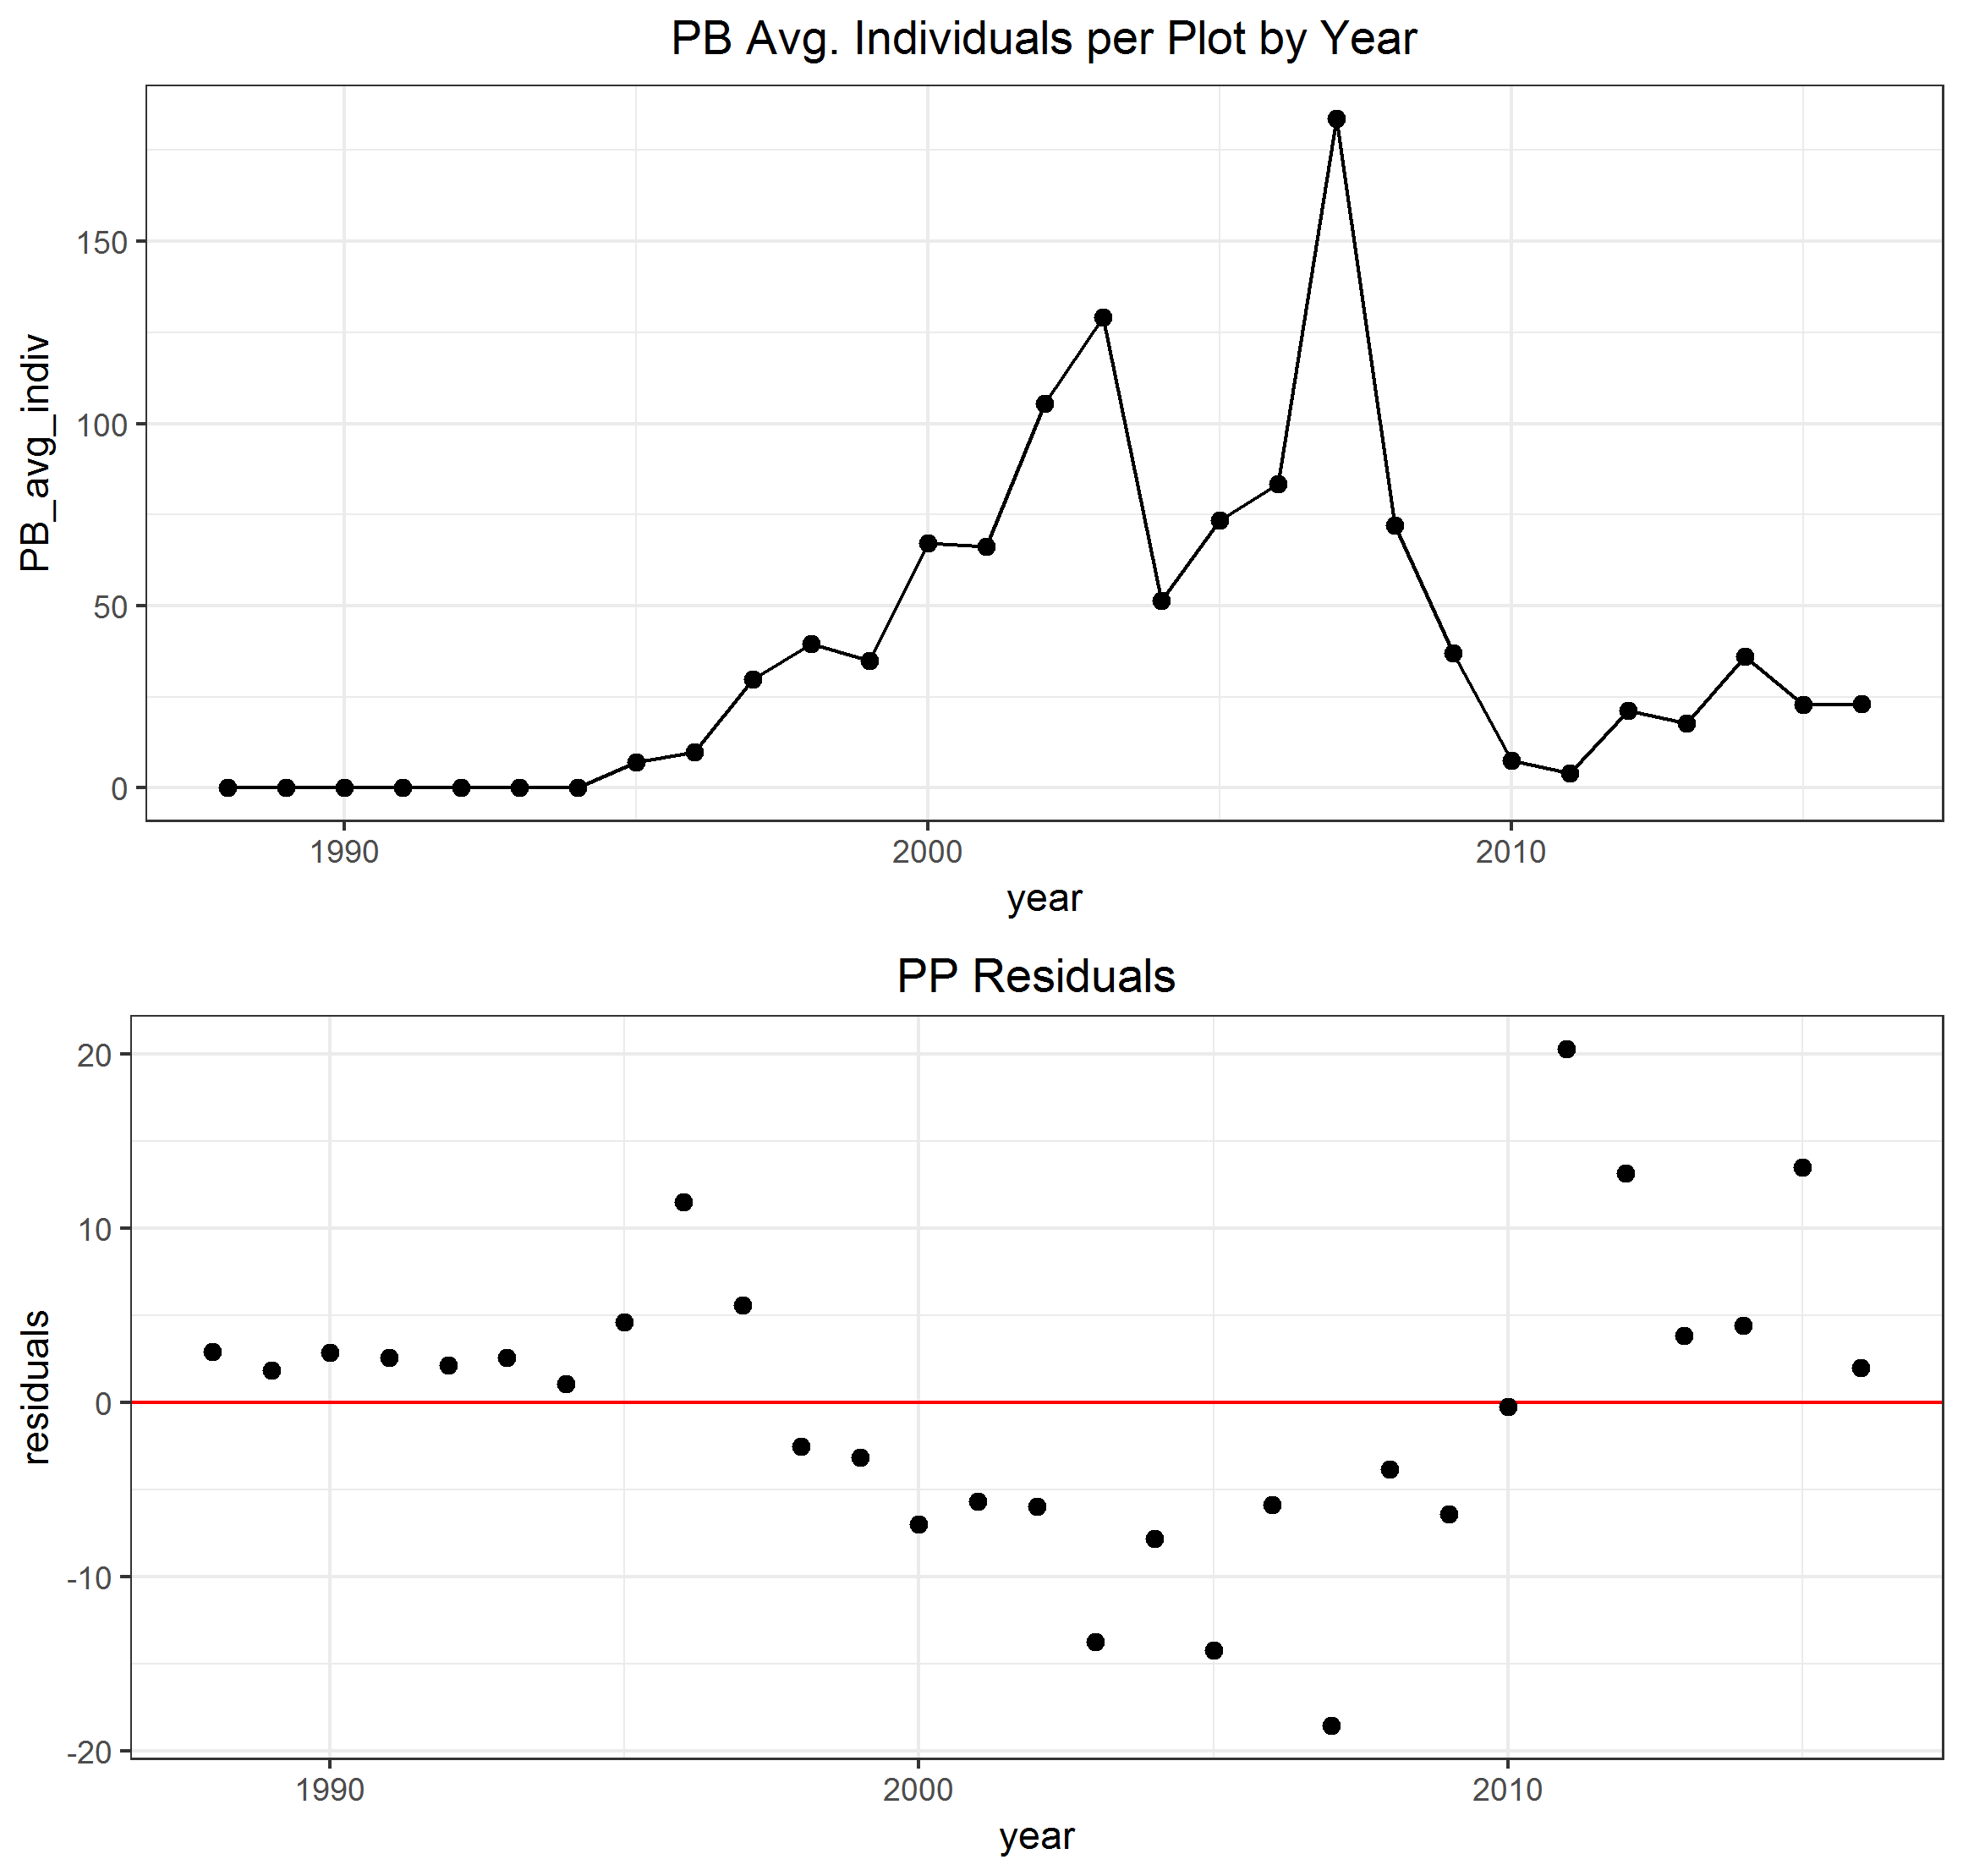 PB Avg. Individuals per Plot by Year
PB_avg_indiv
150
100
50
0
1990 2000 2010
year
PP Residuals
residuals
20
10
0
-10
-20
1990 2000 2010
year